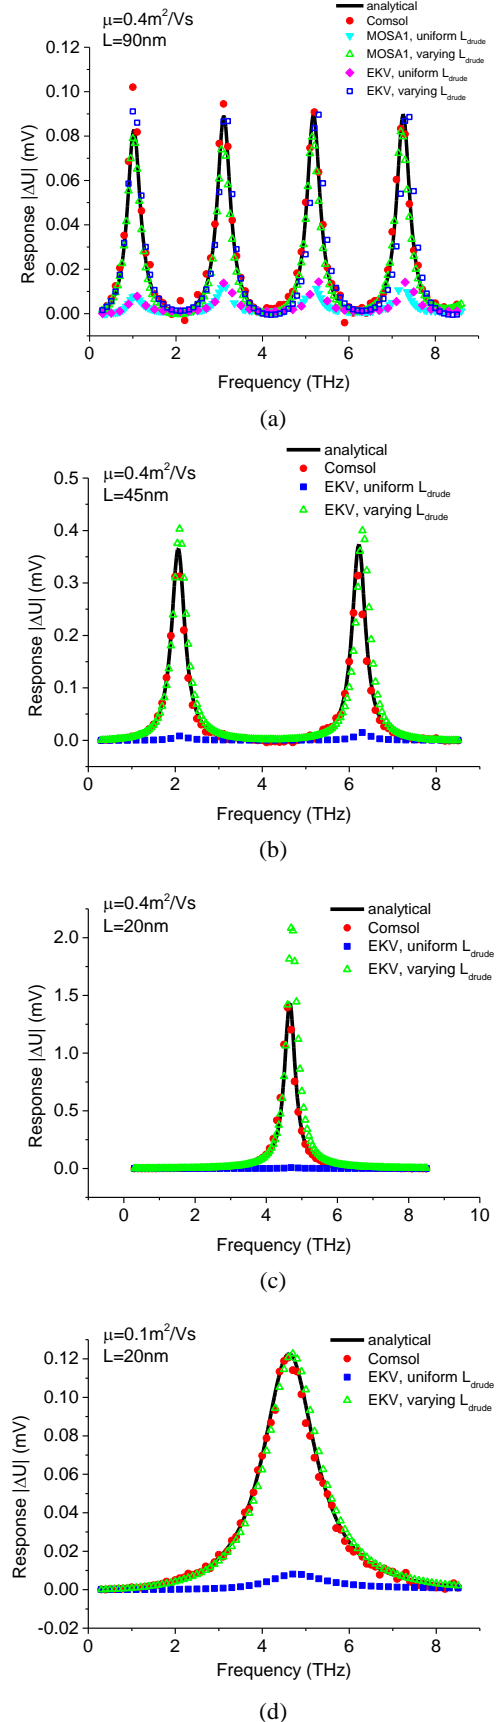 μ=0.4m²/Vs
L=90nm
analytical
Comsol
MOSA1, uniform L_drude
MOSA1, varying L_drude
EKV, uniform L_drude
EKV, varying L_drude
Response |ΔU| (mV)
0.12
0.10
0.08
0.06
0.04
0.02
0.00
0 2 4 6 8
Frequency (THz)
(a)
μ=0.4m²/Vs
L=45nm
analytical
Comsol
EKV, uniform L_drude
EKV, varying L_drude
Response |ΔU| (mV)
0.5
0.4
0.3
0.2
0.1
0.0
0 2 4 6 8
Frequency (THz)
(b)
μ=0.4m²/Vs
L=20nm
analytical
Comsol
EKV, uniform L_drude
EKV, varying L_drude
Response |ΔU| (mV)
2.0
1.5
1.0
0.5
0.0
0 2 4 6 8 10
Frequency (THz)
(c)
μ=0.1m²/Vs
L=20nm
analytical
Comsol
EKV, uniform L_drude
EKV, varying L_drude
Response |ΔU| (mV)
0.12
0.10
0.08
0.06
0.04
0.02
0.00
-0.02
0 2 4 6 8
Frequency (THz)
(d)